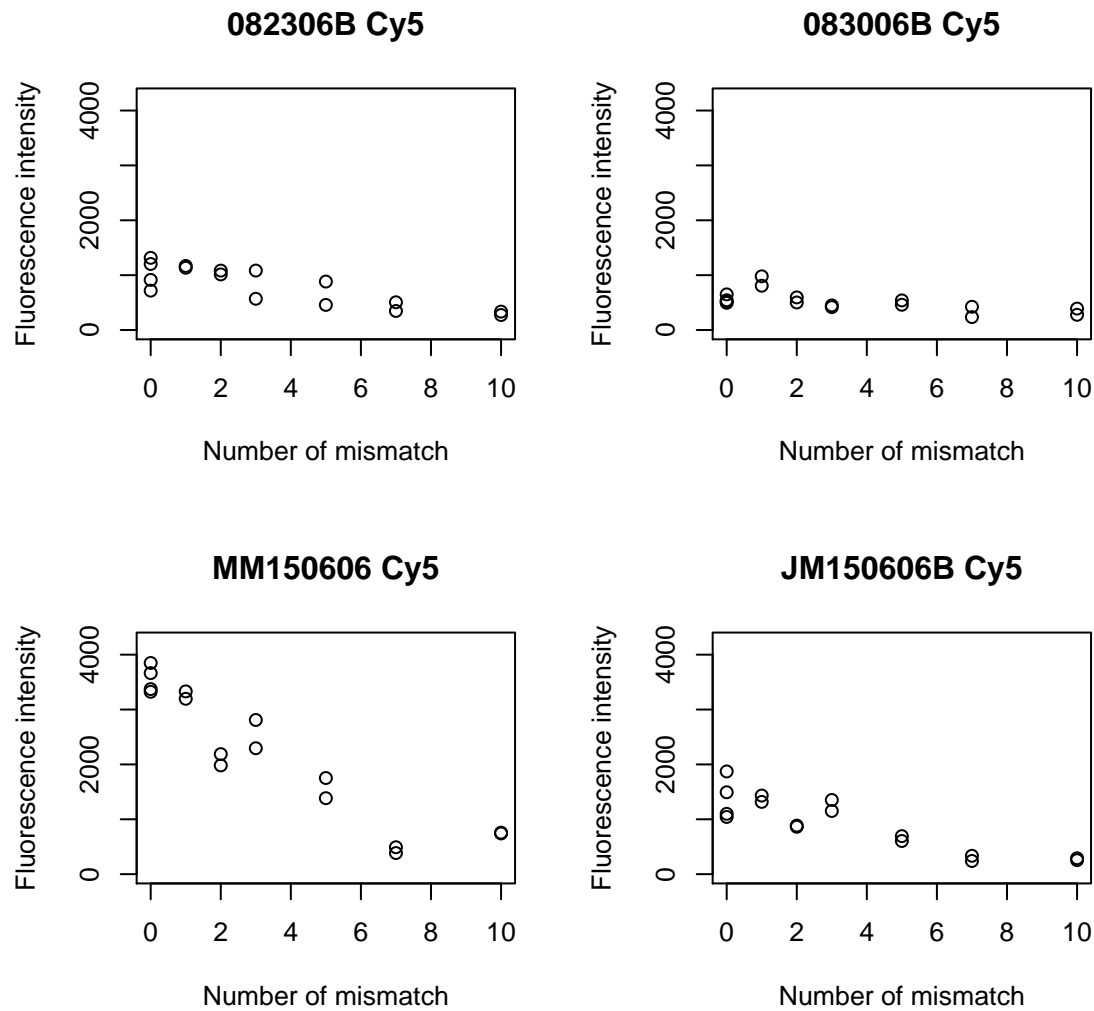 082306B Cy5
Fluorescence intensity
0 2000 4000
0 2 4 6 8 10
Number of mismatch
083006B Cy5
Fluorescence intensity
0 2000 4000
0 2 4 6 8 10
Number of mismatch
MM150606 Cy5
Fluorescence intensity
0 2000 4000
0 2 4 6 8 10
Number of mismatch
JM150606B Cy5
Fluorescence intensity
0 2000 4000
0 2 4 6 8 10
Number of mismatch